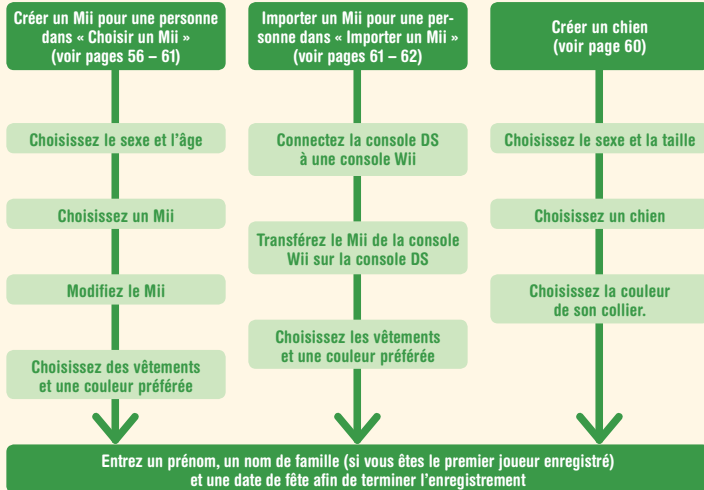 Créer un Mii pour une personne
dans « Choisir un Mii »
(voir pages 56 – 61)
Choisissez le sexe et l'âge
Choisissez un Mii
Modifiez le Mii
Choisissez des vêtements
et une couleur préférée
Importer un Mii pour une per-
sonne dans « Importer un Mii »
(voir pages 61 – 62)
Connectez la console DS
à une console Wii
Transférez le Mii de la console
Wii sur la console DS
Choisissez les vêtements
et une couleur préférée
Créer un chien
(voir page 60)
Choisissez le sexe et la taille
Choisissez un chien
Choisissez la couleur
de son collier.
Entrez un prénom, un nom de famille (si vous êtes le premier joueur enregistré)
et une date de fête afin de terminer l'enregistrement